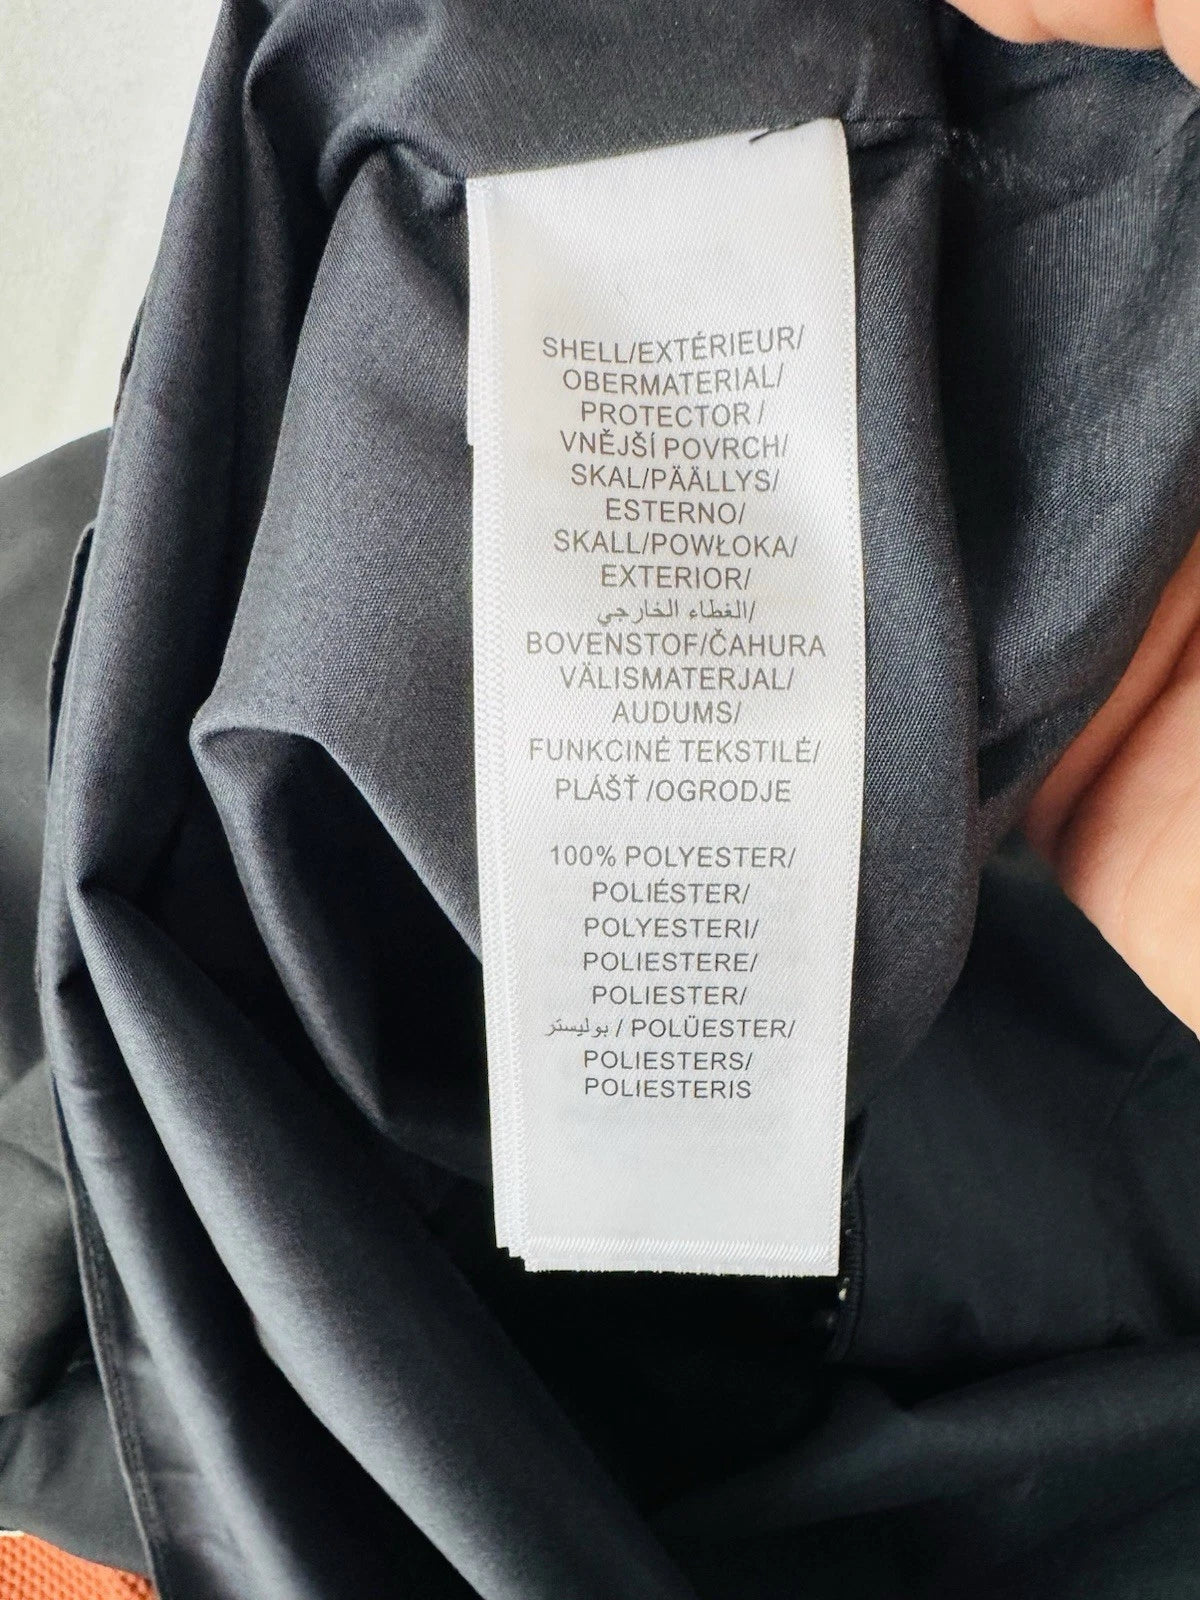 SHELL/EXTÉRIEUR/
OBERMATERIAL/
PROTECTOR /
VNĚJŠÍ POVRCH/
SKAL/PÄÄLLYS/
ESTERNO/
SKALL/POWŁOKA/
EXTERIOR/
الغطاء الخارجي/
BOVENSTOF/ČAHURA
VÄLISMATERJAL/
AUDUMS/
FUNKCINĖ TEKSTILĖ/
PLÁŠŤ /OGRODJE
100% POLYESTER/
POLIÉSTER/
POLYESTERI/
POLIESTERE/
POLIESTER/
بوليستر / POLÜESTER/
POLIESTERS/
POLIESTERIS